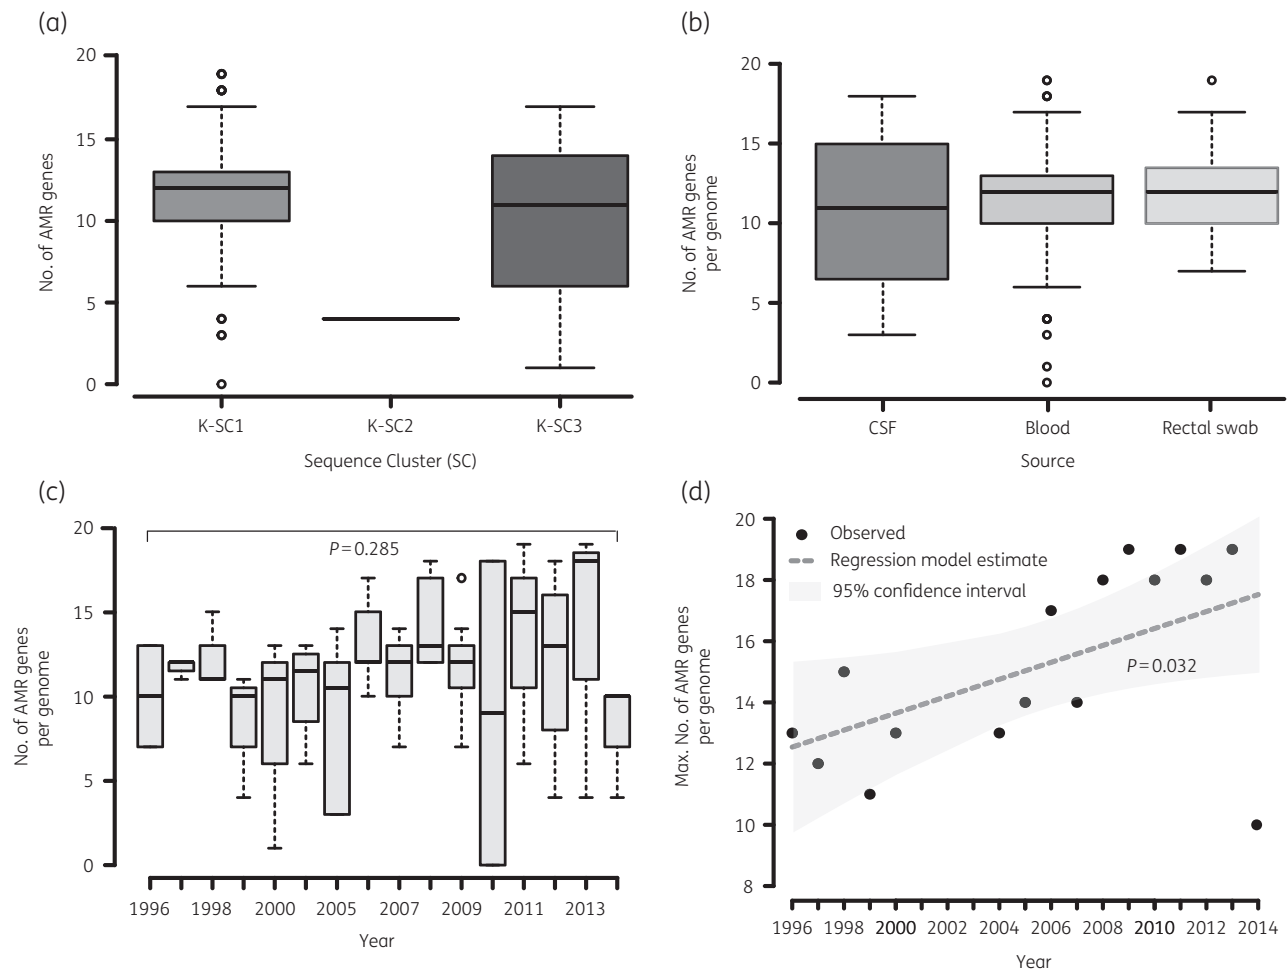 (a)
20
15
10
5
0
No. of AMR genes
K-SC1 K-SC2 K-SC3
Sequence Cluster (SC)
(b)
20
15
10
5
0
No. of AMR genes
per genome
CSF Blood Rectal swab
Source
(c)
20
15
10
5
0
No. of AMR genes
per genome
P=0.285
1996 1998 2000 2005 2007 2009 2011 2013
Year
(d)
20
18
16
14
12
10
8
Max. No. of AMR genes
per genome
Observed
Regression model estimate
95% confidence interval
P=0.032
1996 1998 2000 2002 2004 2006 2008 2010 2012 2014
Year